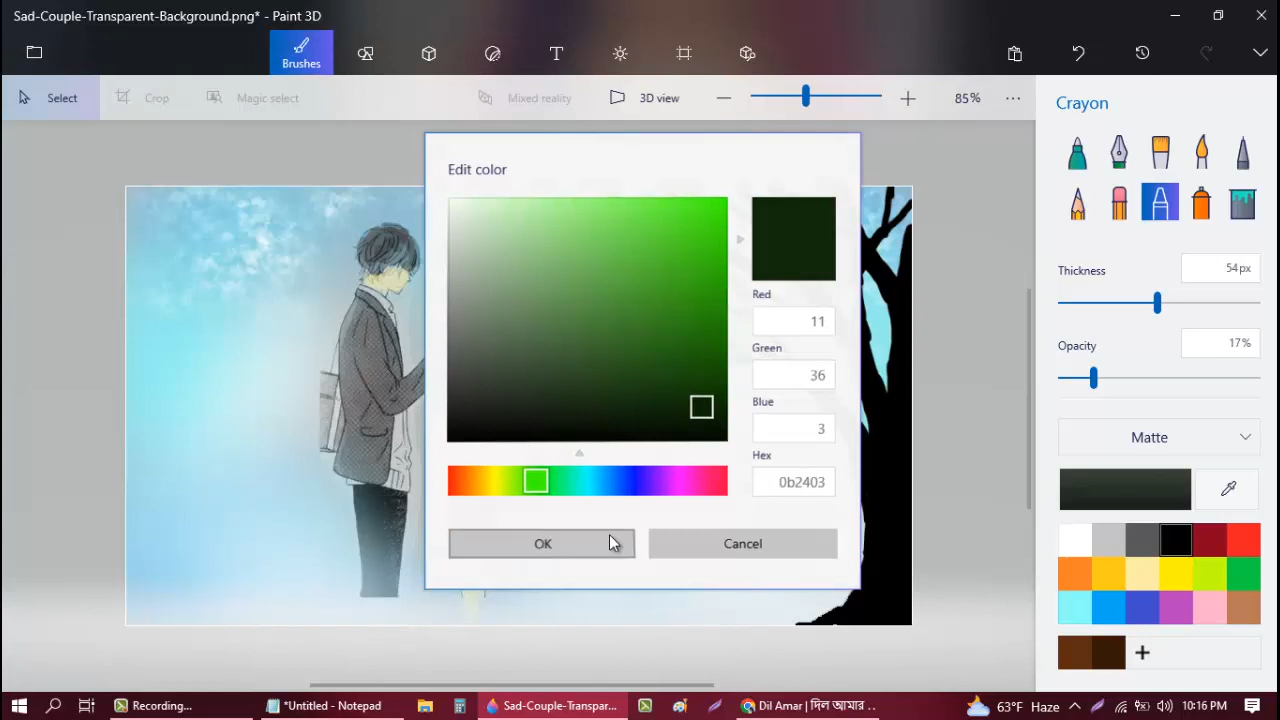 Sad-Couple-Transparent-Background.png* - Paint 3D
Brushes
Select
Crop
Magic select
Mixed reality
3D view
85%
Crayon
Edit color
Red
11
Green
36
Blue
3
Hex
0b2403
OK
Cancel
Thickness
54px
Opacity
17%
Matte
Recording...
*Untitled - Notepad
Sad-Couple-Transpar...
Dil Amar | দিল আমার ...
63°F Haze
10:16 PM